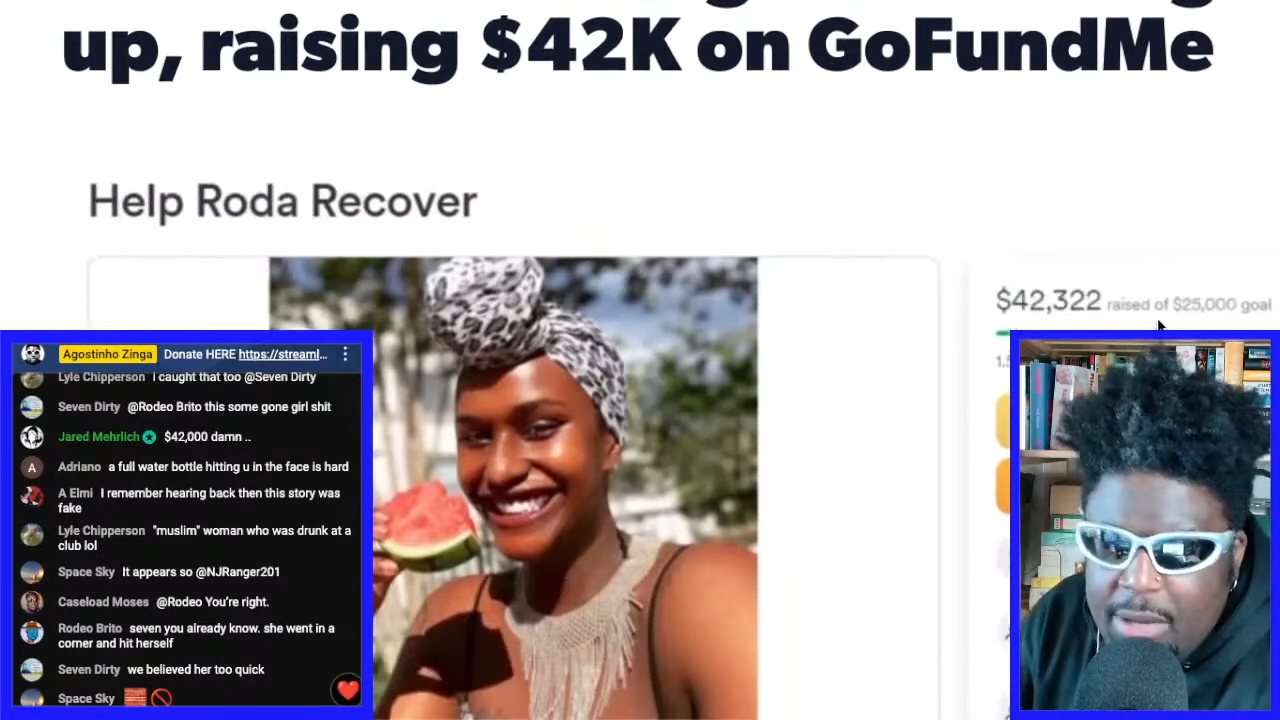 up, raising $42K on GoFundMe
Help Roda Recover
$42,322 raised of $25,000 goal
Agostinho Zinga Donate HERE https://streaml...
Lyle Chipperson i caught that too @Seven Dirty
Seven Dirty @Rodeo Brito this some gone girl shit
Jared Mehrlich $42,000 damn ..
A
Adriano a full water bottle hitting u in the face is hard
A Elmi I remember hearing back then this story was
fake
Lyle Chipperson "muslim" woman who was drunk at a
club lol
Space Sky It appears so @NJRanger201
Caseload Moses @Rodeo You're right.
Rodeo Brito seven you already know. she went in a
corner and hit herself
Seven Dirty we believed her too quick
Space Sky